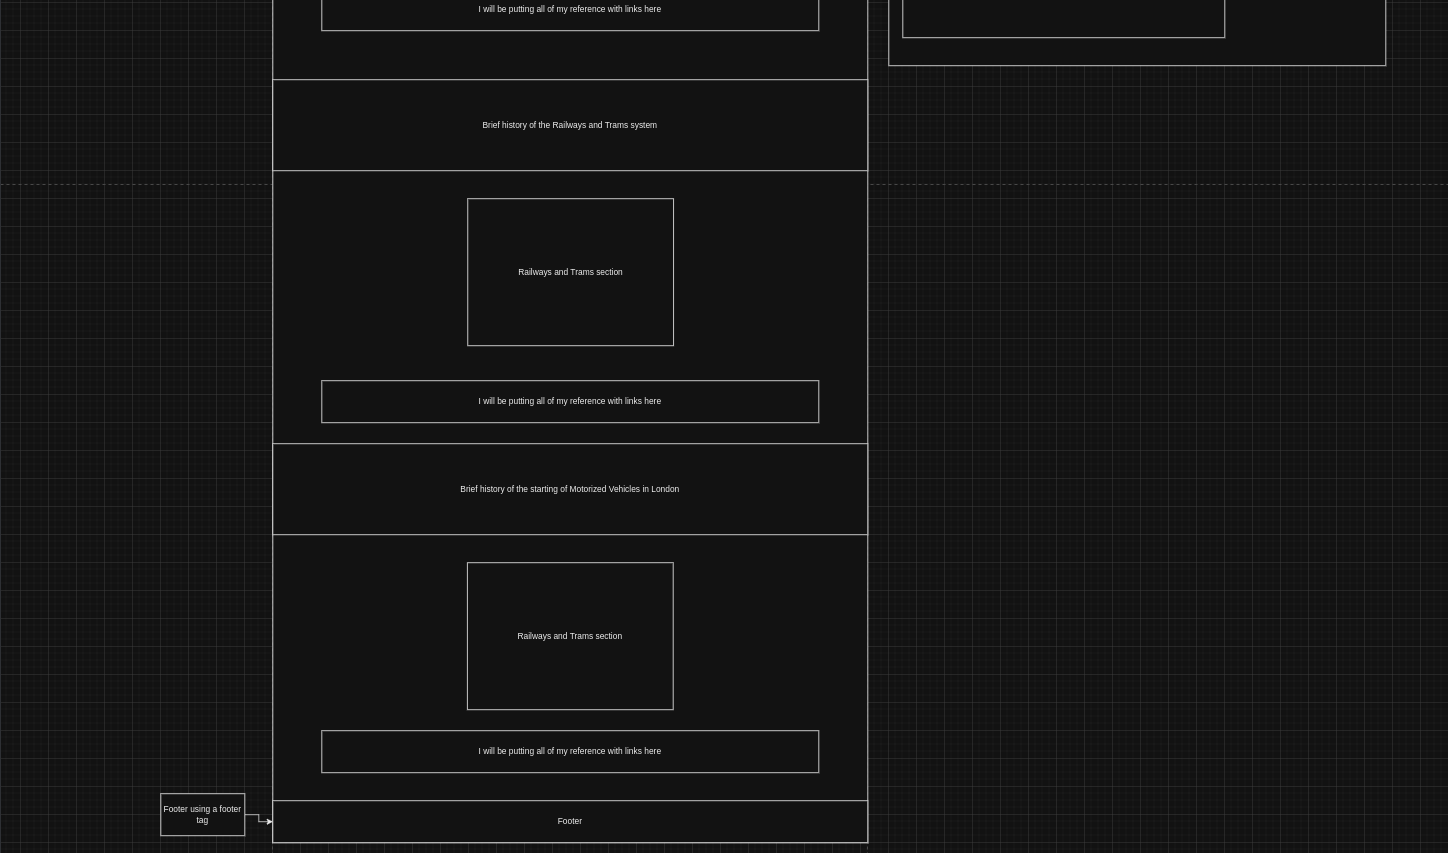 I will be putting all of my reference with links here
Brief history of the Railways and Trams system
Railways and Trams section
I will be putting all of my reference with links here
Brief history of the starting of Motorized Vehicles in London
Railways and Trams section
I will be putting all of my reference with links here
Footer using a footer
tag
Footer